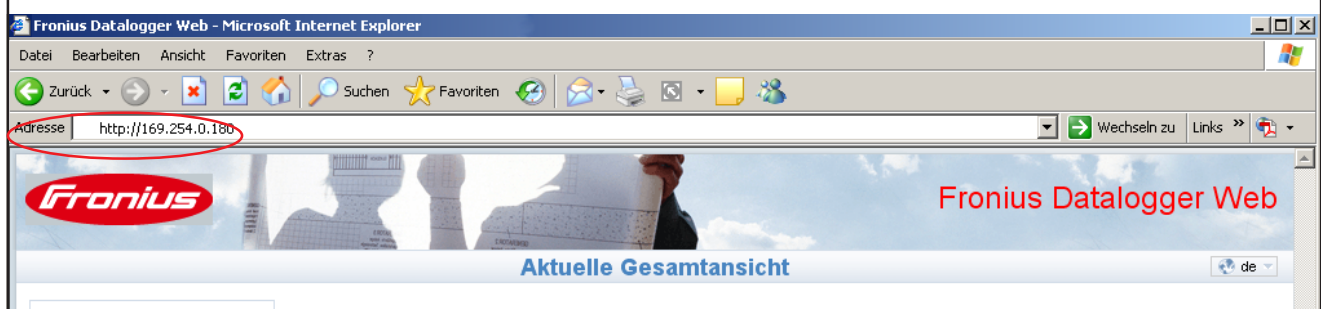 Fronius Datalogger Web - Microsoft Internet Explorer
Datei Bearbeiten Ansicht Favoriten Extras ?
Zurück Suchen Favoriten
Adresse http://169.254.0.180 Wechseln zu Links »
Fronius
Fronius Datalogger Web
Aktuelle Gesamtansicht
de